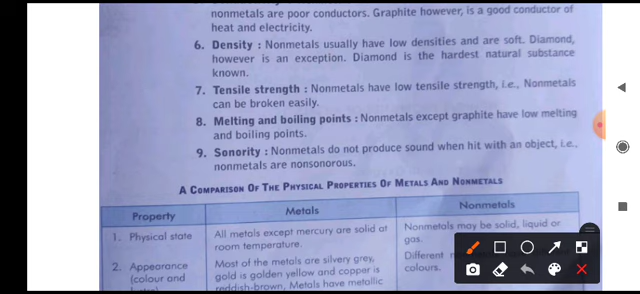 nonmetals are poor conductors. Graphite however, is a good conductor of
heat and electricity.
6. Density : Nonmetals usually have low densities and are soft. Diamond,
however is an exception. Diamond is the hardest natural substance
known.
7. Tensile strength : Nonmetals have low tensile strength, i.e., Nonmetals
can be broken easily.
8. Melting and boiling points : Nonmetals except graphite have low melting
and boiling points.
9. Sonority : Nonmetals do not produce sound when hit with an object, i.e.,
nonmetals are nonsonorous.
A COMPARISON OF THE PHYSICAL PROPERTIES OF METALS AND NONMETALS
Property Metals Nonmetals
1. Physical state All metals except mercury are solid at Nonmetals may be solid, liquid or
room temperature. gas.
2. Appearance Most of the metals are silvery grey, Different
(colour and gold is golden yellow and copper is colours.
reddish-brown. Metals have metallic